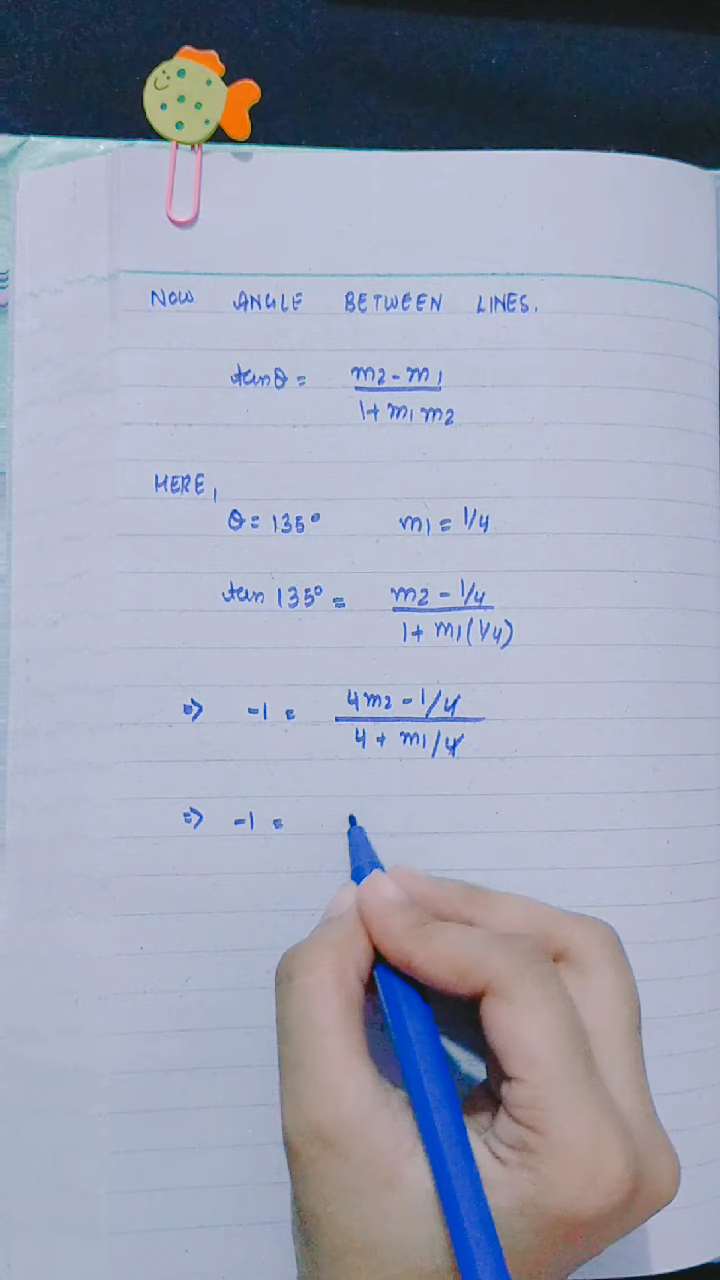 NOW ANGLE BETWEEN LINES.
tanθ = m2 - m1 / 1 + m1 m2
HERE,
θ = 135° m1 = 1/4
tan 135° = m2 - 1/4 / 1 + m1(1/4)
=> -1 = 4m2 - 1/4 / 4 + m1/4
=> -1 =